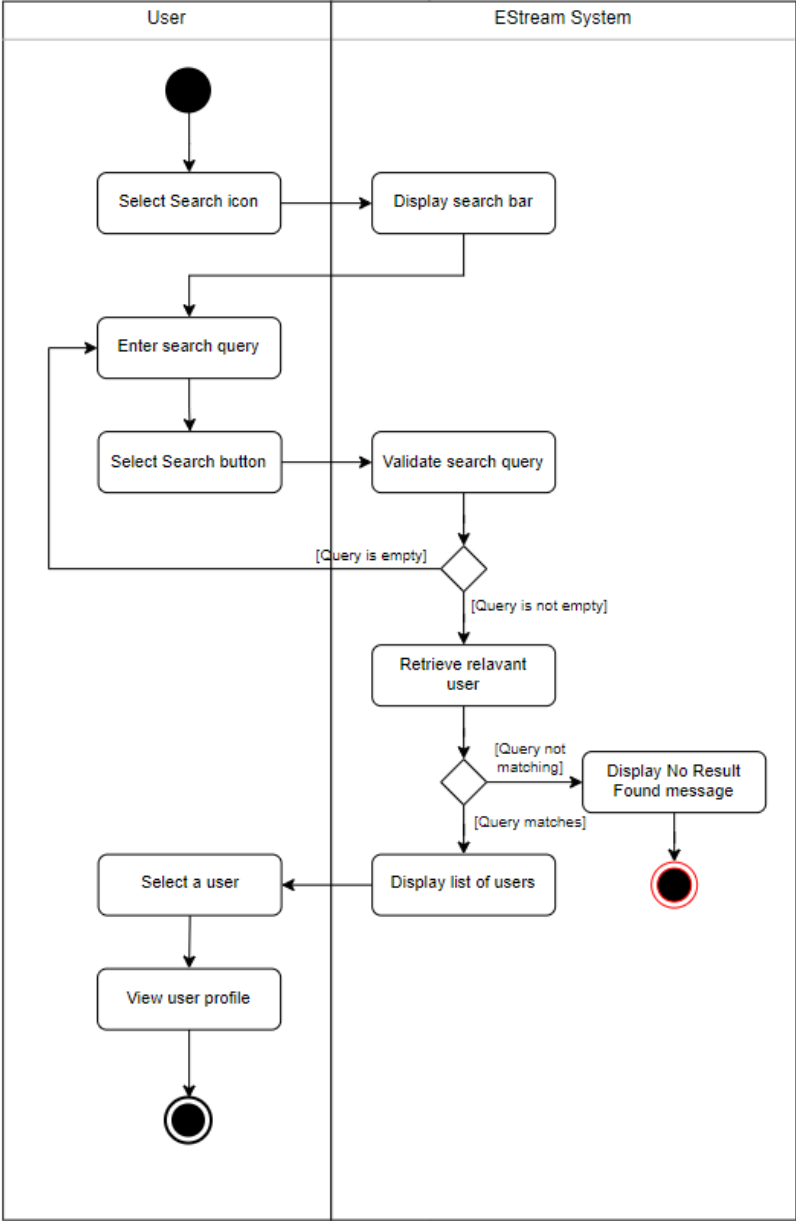 User
EStream System
Select Search icon
Display search bar
Enter search query
Select Search button
Validate search query
[Query is empty]
[Query is not empty]
Retrieve relavant
user
[Query not
matching]
Display No Result
Found message
[Query matches]
Select a user
Display list of users
View user profile